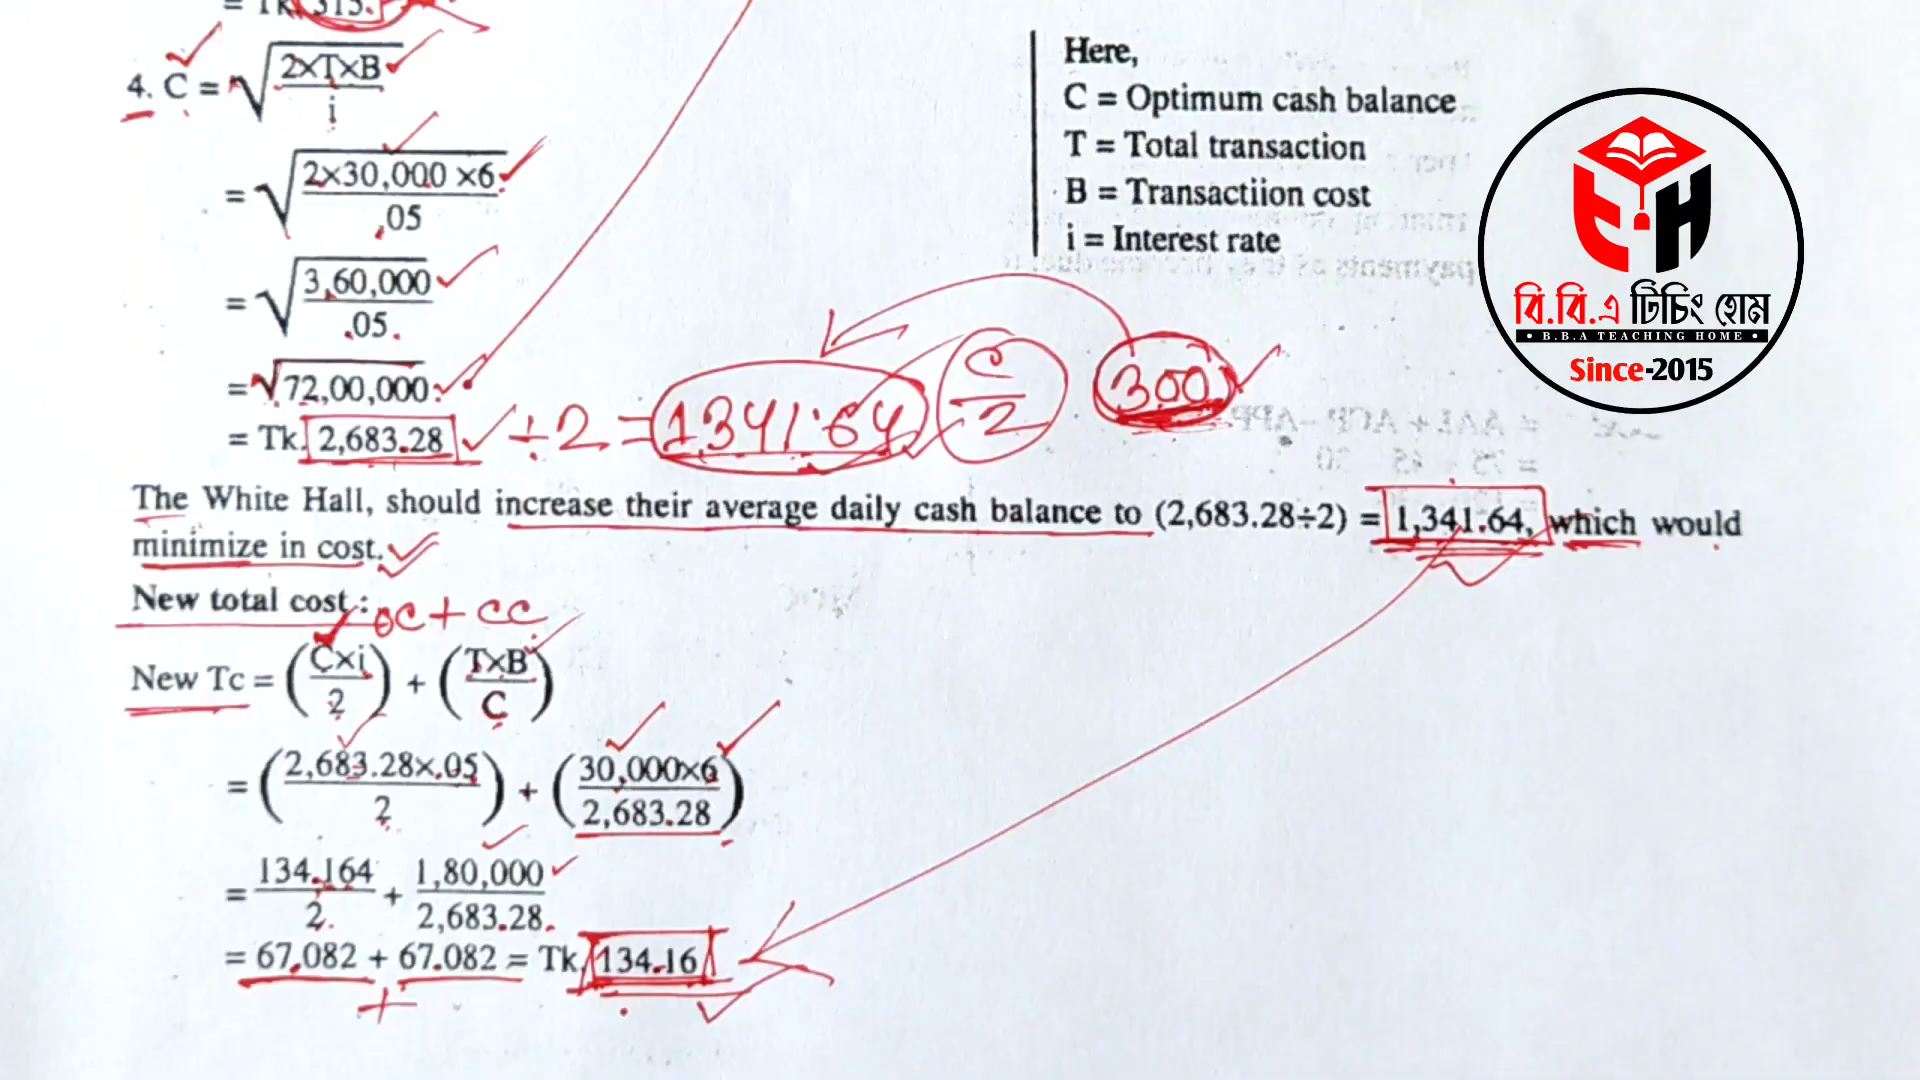 = Tk. 315.
4. C = √(2×T×B / i)
= √(2×30,000 ×6 / .05)
= √(3,60,000 / .05)
= √72,00,000
= Tk. 2,683.28 ÷2 = 1341.64 C/2 300
Here,
C = Optimum cash balance
T = Total transaction
B = Transactiion cost
i = Interest rate
The White Hall, should increase their average daily cash balance to (2,683.28÷2) = 1,341.64, which would
minimize in cost.
New total cost : OC + CC
New Tc = (C×i / 2) + (T×B / C)
= (2,683.28×.05 / 2) + (30,000×6 / 2,683.28)
= 134.164 / 2 + 1,80,000 / 2,683.28
= 67.082 + 67.082 = Tk. 134.16
+
বি.বি.এ টিচিং হোম
• B.B.A TEACHING HOME •
Since-2015